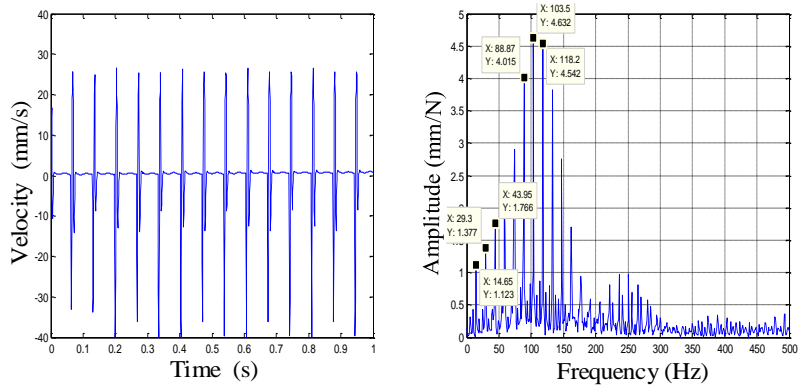 40
30
20
10
0
-10
-20
-30
-40
0 0.1 0.2 0.3 0.4 0.5 0.6 0.7 0.8 0.9 1
Velocity (mm/s)
Time (s)
5
4.5
4
3.5
3
2.5
2
1.5
1
0.5
0
0 50 100 150 200 250 300 350 400 450 500
Amplitude (mm/N)
Frequency (Hz)
X: 103.5
Y: 4.632
X: 88.87
Y: 4.015
X: 118.2
Y: 4.542
X: 43.95
Y: 1.766
X: 29.3
Y: 1.377
X: 14.65
Y: 1.123